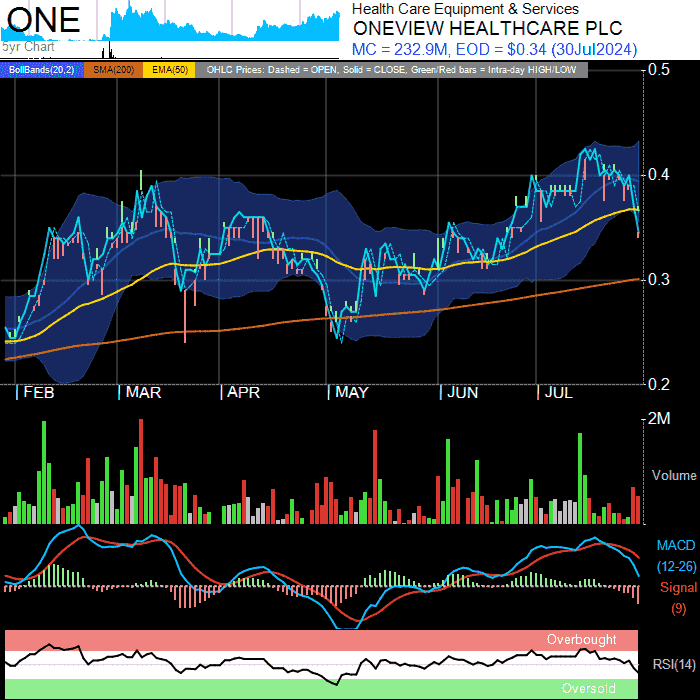 ONE
5yr Chart
Health Care Equipment & Services
ONEVIEW HEALTHCARE PLC
MC = 232.9M, EOD = $0.34 (30Jul2024)
BollBands(20,2) SMA(200) EMA(50) OHLC Prices: Dashed = OPEN, Solid = CLOSE, Green/Red bars = Intra-day HIGH/LOW
0.5
0.4
0.3
0.2
FEB MAR APR MAY JUN JUL
2M
Volume
MACD
(12-26)
Signal
(9)
Overbought
RSI(14)
Oversold